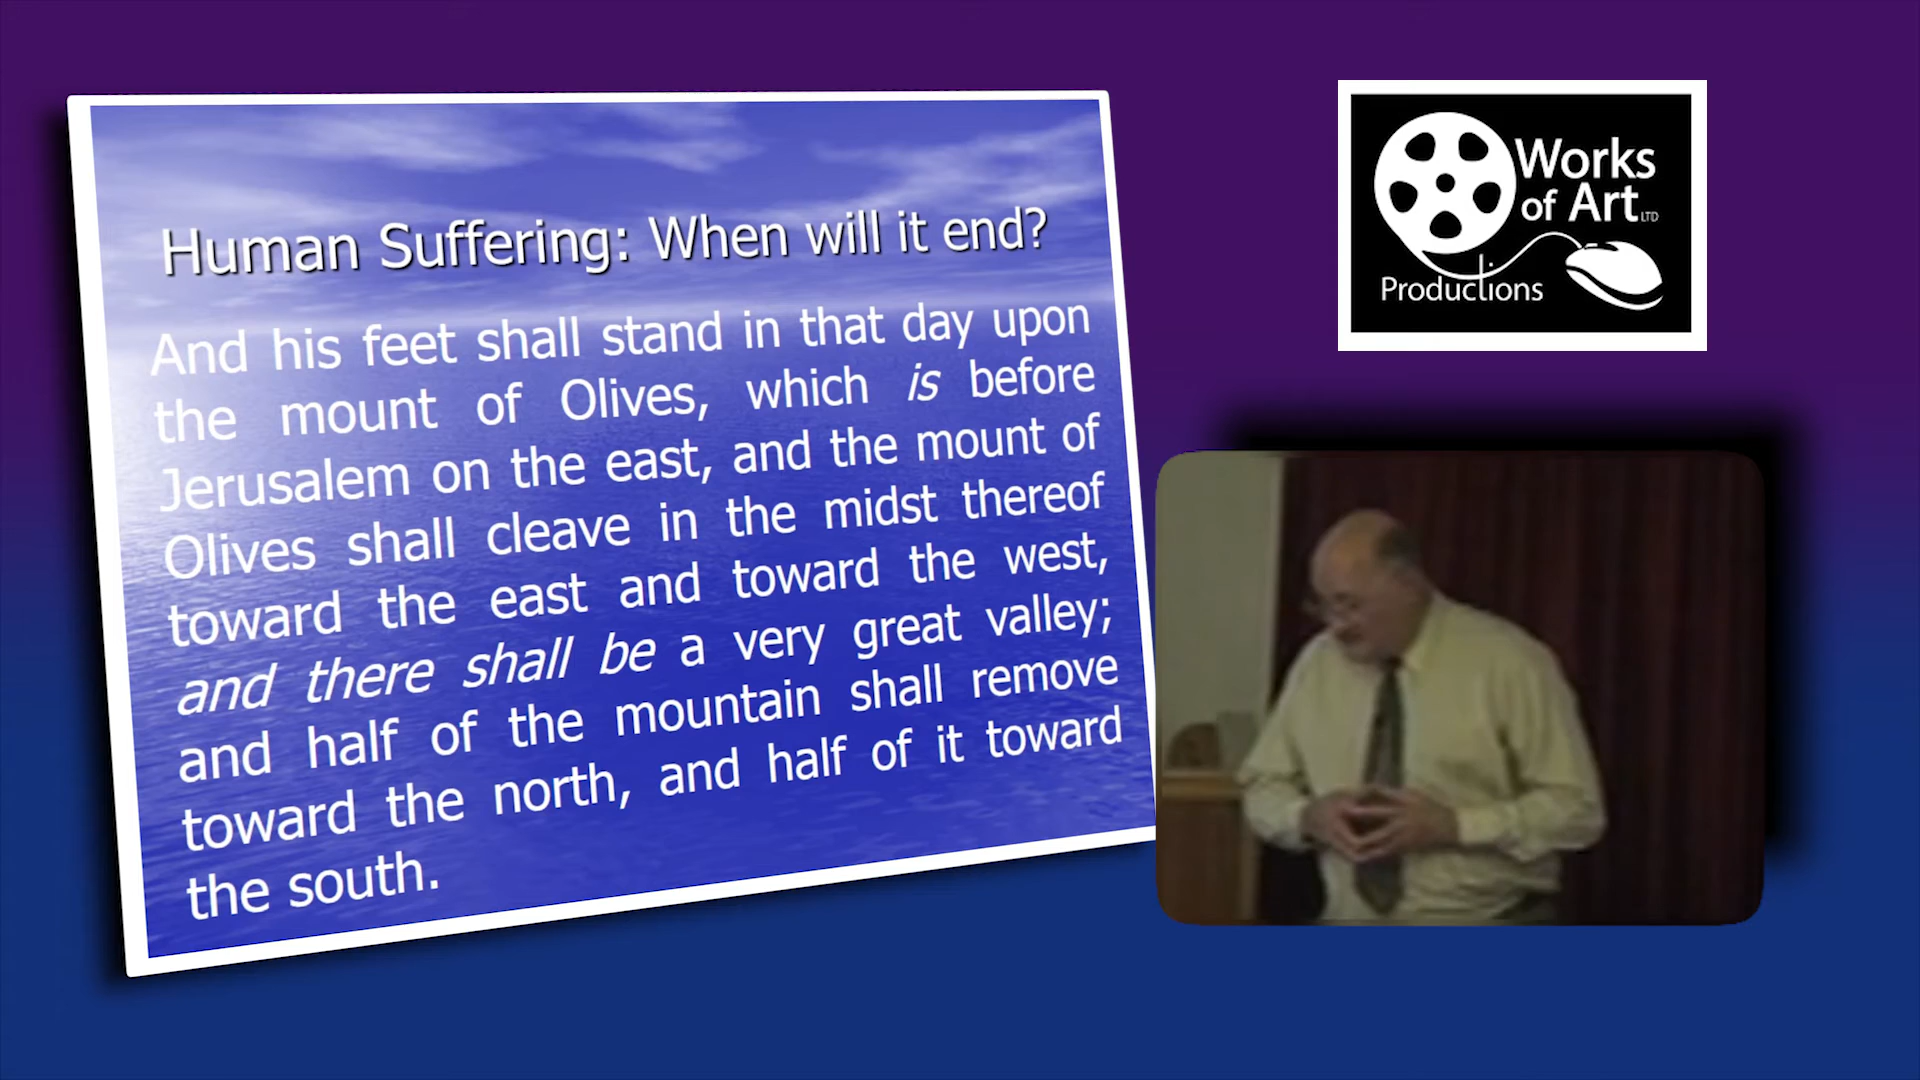 Human Suffering: When will it end?
And his feet shall stand in that day upon
the mount of Olives, which is before
Jerusalem on the east, and the mount of
Olives shall cleave in the midst thereof
toward the east and toward the west,
and there shall be a very great valley;
and half of the mountain shall remove
toward the north, and half of it toward
the south.
Works
of Art LTD
Productions